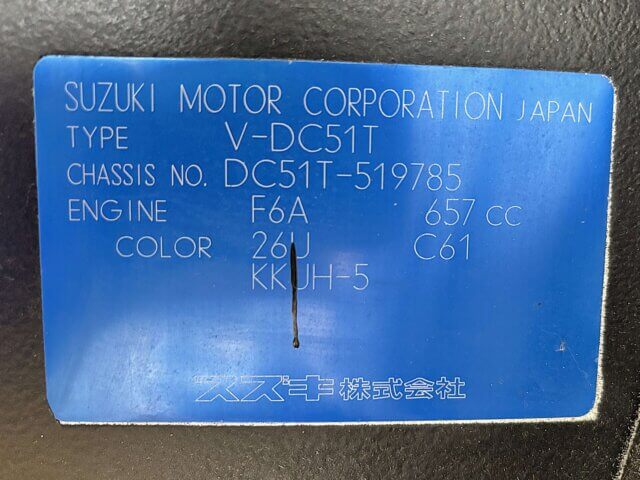 SUZUKI MOTOR CORPORATION JAPAN
TYPE V-DC51T
CHASSIS NO. DC51T-519785
ENGINE F6A 657 cc
COLOR 26U C61
KKUH-5
スズキ株式会社